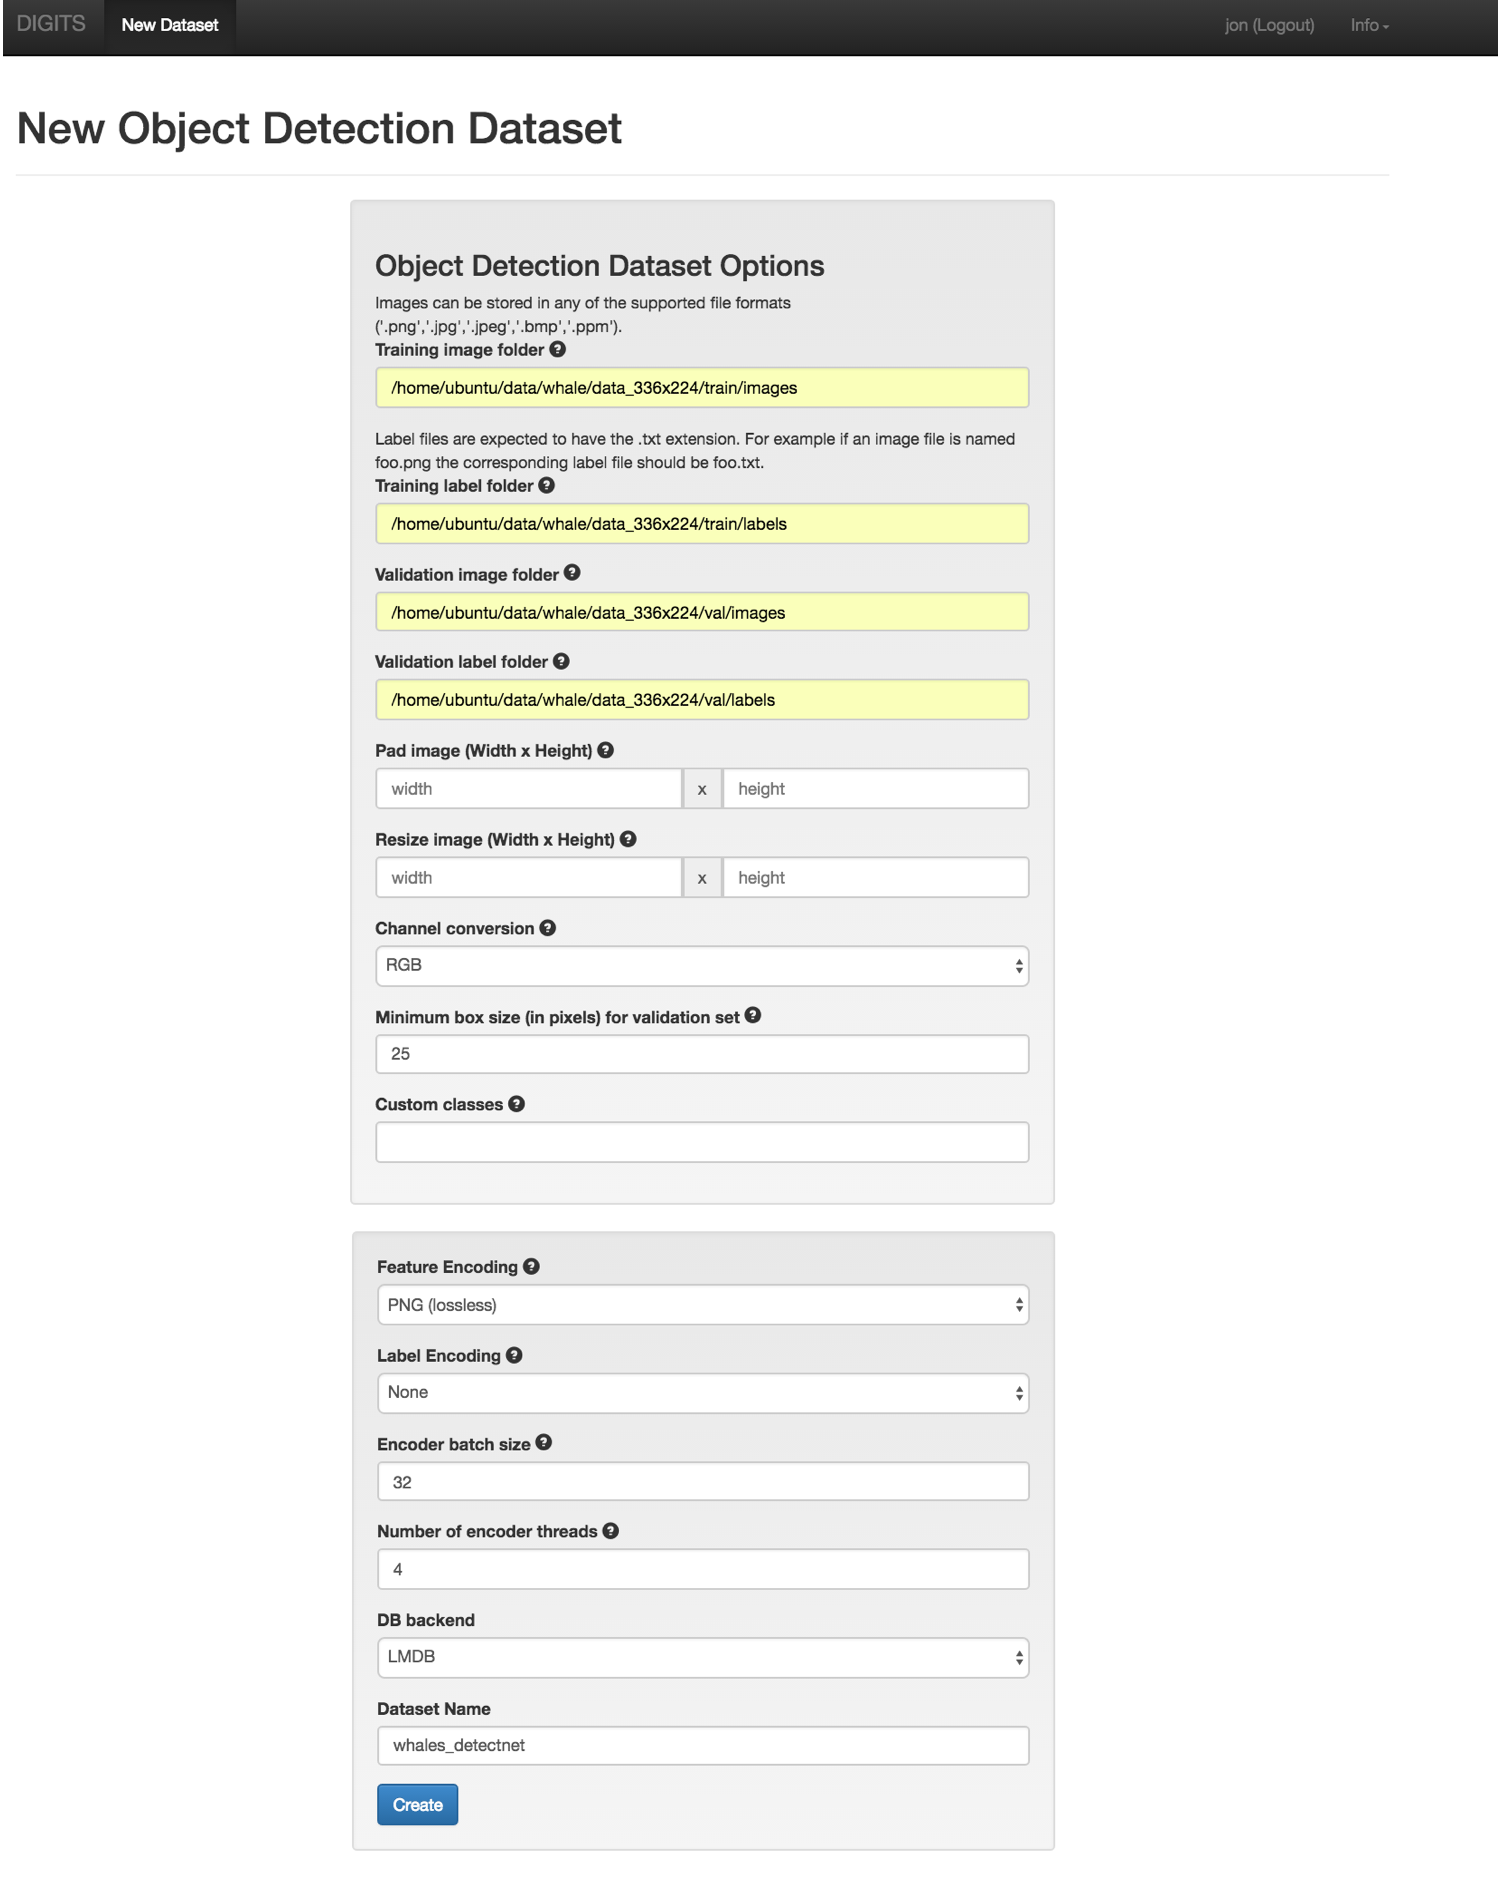 DIGITS New Dataset jon (Logout) Info
New Object Detection Dataset
Object Detection Dataset Options
Images can be stored in any of the supported file formats
('.png','.jpg','.jpeg','.bmp','.ppm').
Training image folder
/home/ubuntu/data/whale/data_336x224/train/images
Label files are expected to have the .txt extension. For example if an image file is named
foo.png the corresponding label file should be foo.txt.
Training label folder
/home/ubuntu/data/whale/data_336x224/train/labels
Validation image folder
/home/ubuntu/data/whale/data_336x224/val/images
Validation label folder
/home/ubuntu/data/whale/data_336x224/val/labels
Pad image (Width x Height)
width x height
Resize image (Width x Height)
width x height
Channel conversion
RGB
Minimum box size (in pixels) for validation set
25
Custom classes
Feature Encoding
PNG (lossless)
Label Encoding
None
Encoder batch size
32
Number of encoder threads
4
DB backend
LMDB
Dataset Name
whales_detectnet
Create